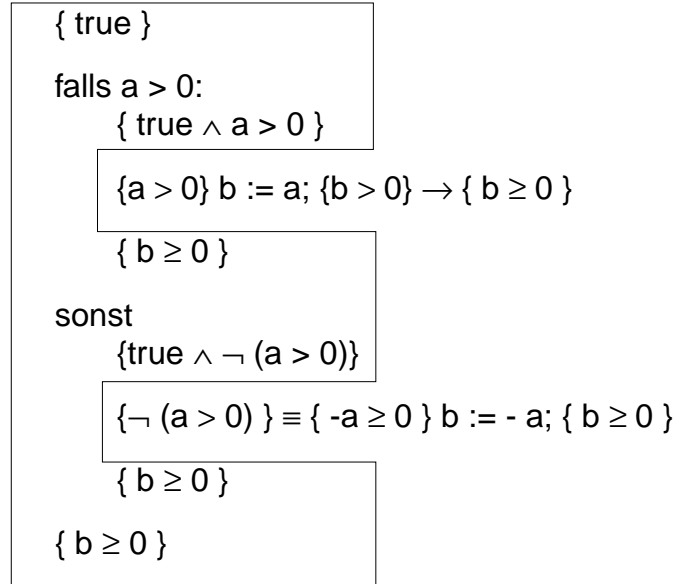 { true }
falls a > 0:
{ true ∧ a > 0 }
{a > 0} b := a; {b > 0} → { b ≥ 0 }
{ b ≥ 0 }
sonst
{true ∧ ¬ (a > 0)}
{¬ (a > 0) } ≡ { -a ≥ 0 } b := - a; { b ≥ 0 }
{ b ≥ 0 }
{ b ≥ 0 }